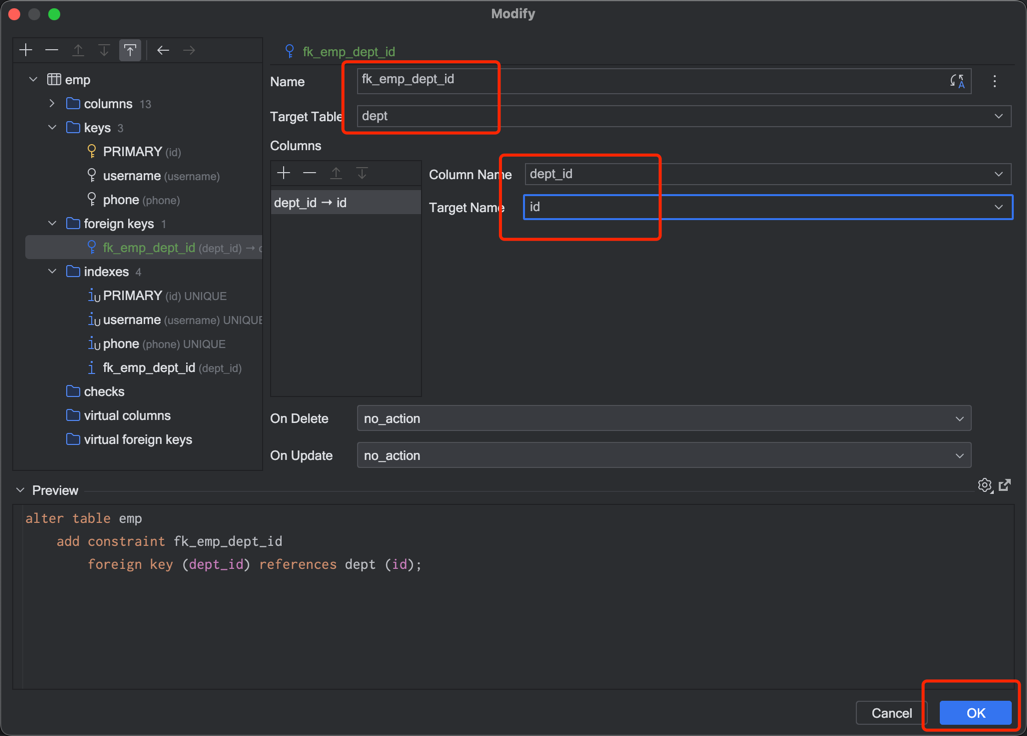 Modify
emp
columns 13
keys 3
PRIMARY (id)
username (username)
phone (phone)
foreign keys 1
fk_emp_dept_id (dept_id) →
indexes 4
PRIMARY (id) UNIQUE
username (username) UNIQUE
phone (phone) UNIQUE
fk_emp_dept_id (dept_id)
checks
virtual columns
virtual foreign keys
fk_emp_dept_id
Name fk_emp_dept_id
Target Table dept
Columns
dept_id → id
Column Name dept_id
Target Name id
On Delete no_action
On Update no_action
Preview
alter table emp
add constraint fk_emp_dept_id
foreign key (dept_id) references dept (id);
Cancel OK